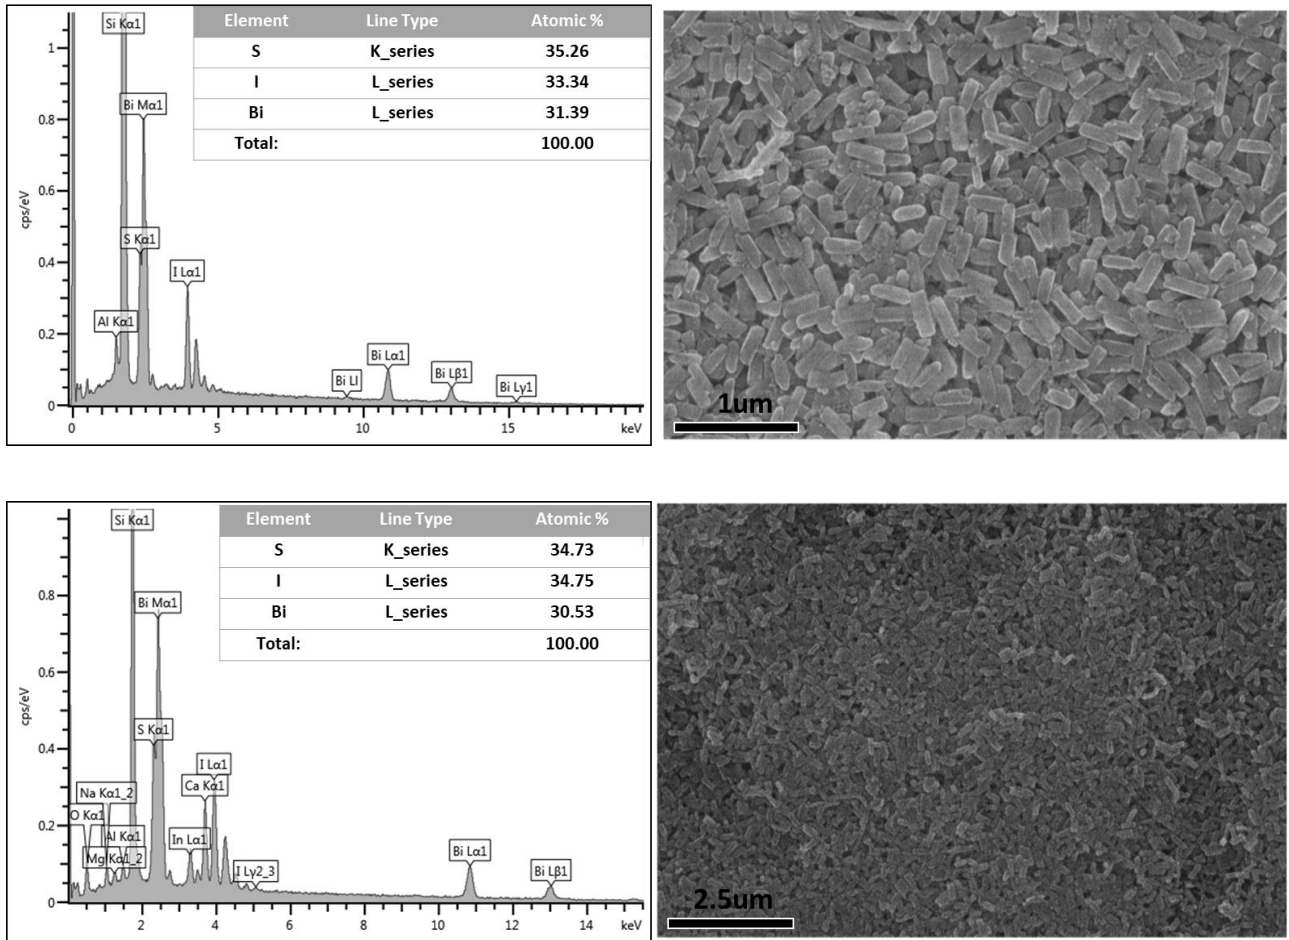 Element Line Type Atomic %
S K_series 35.26
I L_series 33.34
Bi L_series 31.39
Total: 100.00
Si Kα1
Bi Mα1
S Kα1
I Lα1
Al Kα1
Bi Ll
Bi Lα1
Bi Lβ1
Bi Lγ1
cps/eV
1
0.8
0.6
0.4
0.2
0
0 5 10 15 keV
1um
Element Line Type Atomic %
S K_series 34.73
I L_series 34.75
Bi L_series 30.53
Total: 100.00
Si Kα1
Bi Mα1
S Kα1
I Lα1
Ca Kα1
Na Kα1_2
O Kα1
Al Kα1
Mg Kα1_2
In Lα1
I Lγ2_3
Bi Lα1
Bi Lβ1
cps/eV
0.8
0.6
0.4
0.2
0
2 4 6 8 10 12 14 keV
2.5um